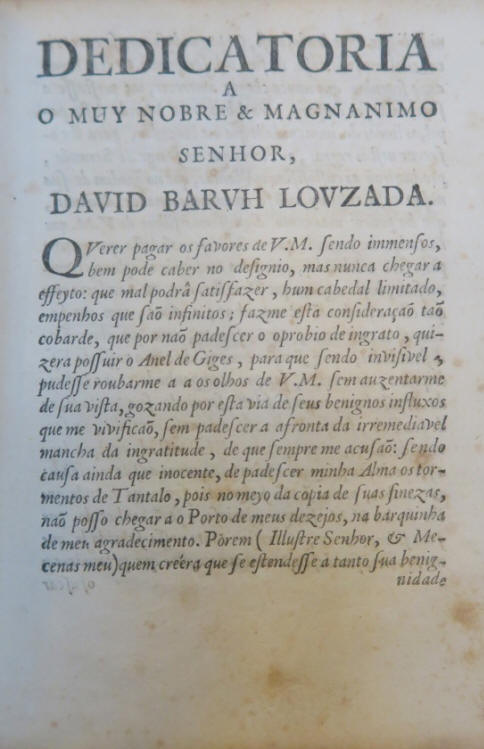 DEDICATORIA
A
O MUY NOBRE & MAGNANIMO
SENHOR,
DAVID BARVH LOVZADA.
QVerer pagar os favores de V.M. ſendo immenſos,
bem pode caber no deſignio, mas nunca chegar a
effeyto: que mal podrâ ſatisfazer, hum cabedal limitado,
empenhos que ſaõ infinitos; fazme eſta conſideraçaõ taõ
cobarde, que por não padeſcer o oprobio de ingrato, qui-
zera poſſuir o Anel de Giges, para que ſendo inviſivel,
pudeſſe roubarme a a os olhos de V.M. ſem auzentarme
de ſua viſta, gozando por eſta via de ſeus benignos influxos
que me vivificaõ, ſem padeſcer a afronta da irremediavel
mancha da ingratitude, de que ſempre me acuſaõ: ſendo
cauſa ainda que inocente, de padeſcer minha Alma os tor-
mentos de Tantalo, pois no meyo da copia de ſuas finezas,
naõ poſſo chegar a o Porto de meus dezejos, na barquinha
de meu agradecimento. Pòrem ( Illuſtre Senhor, & Me-
cenas meu) quem creêra que ſe eſtendeſſe a tanto ſua benig-
nidade